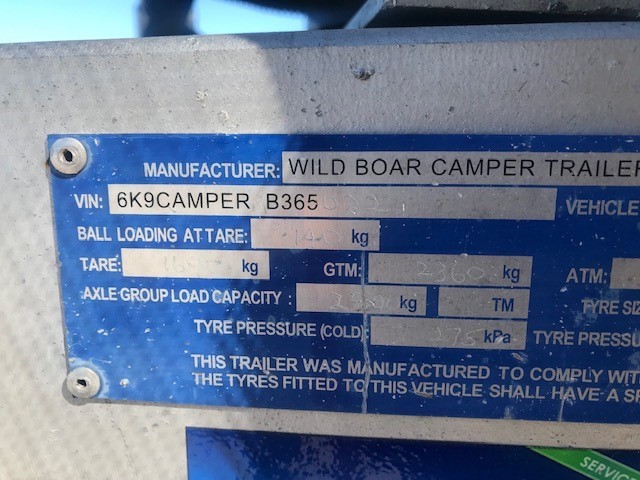 MANUFACTURER: WILD BOAR CAMPER TRAILER
VIN: 6K9CAMPER B365 VEHICLE
BALL LOADING AT TARE: kg
TARE: kg GTM: 2360 kg ATM:
AXLE GROUP LOAD CAPACITY : kg TM TYRE SIZ
TYRE PRESSURE (COLD): kPa TYRE PRESSU
THIS TRAILER WAS MANUFACTURED TO COMPLY WIT
THE TYRES FITTED TO THIS VEHICLE SHALL HAVE A SP
SERVIC